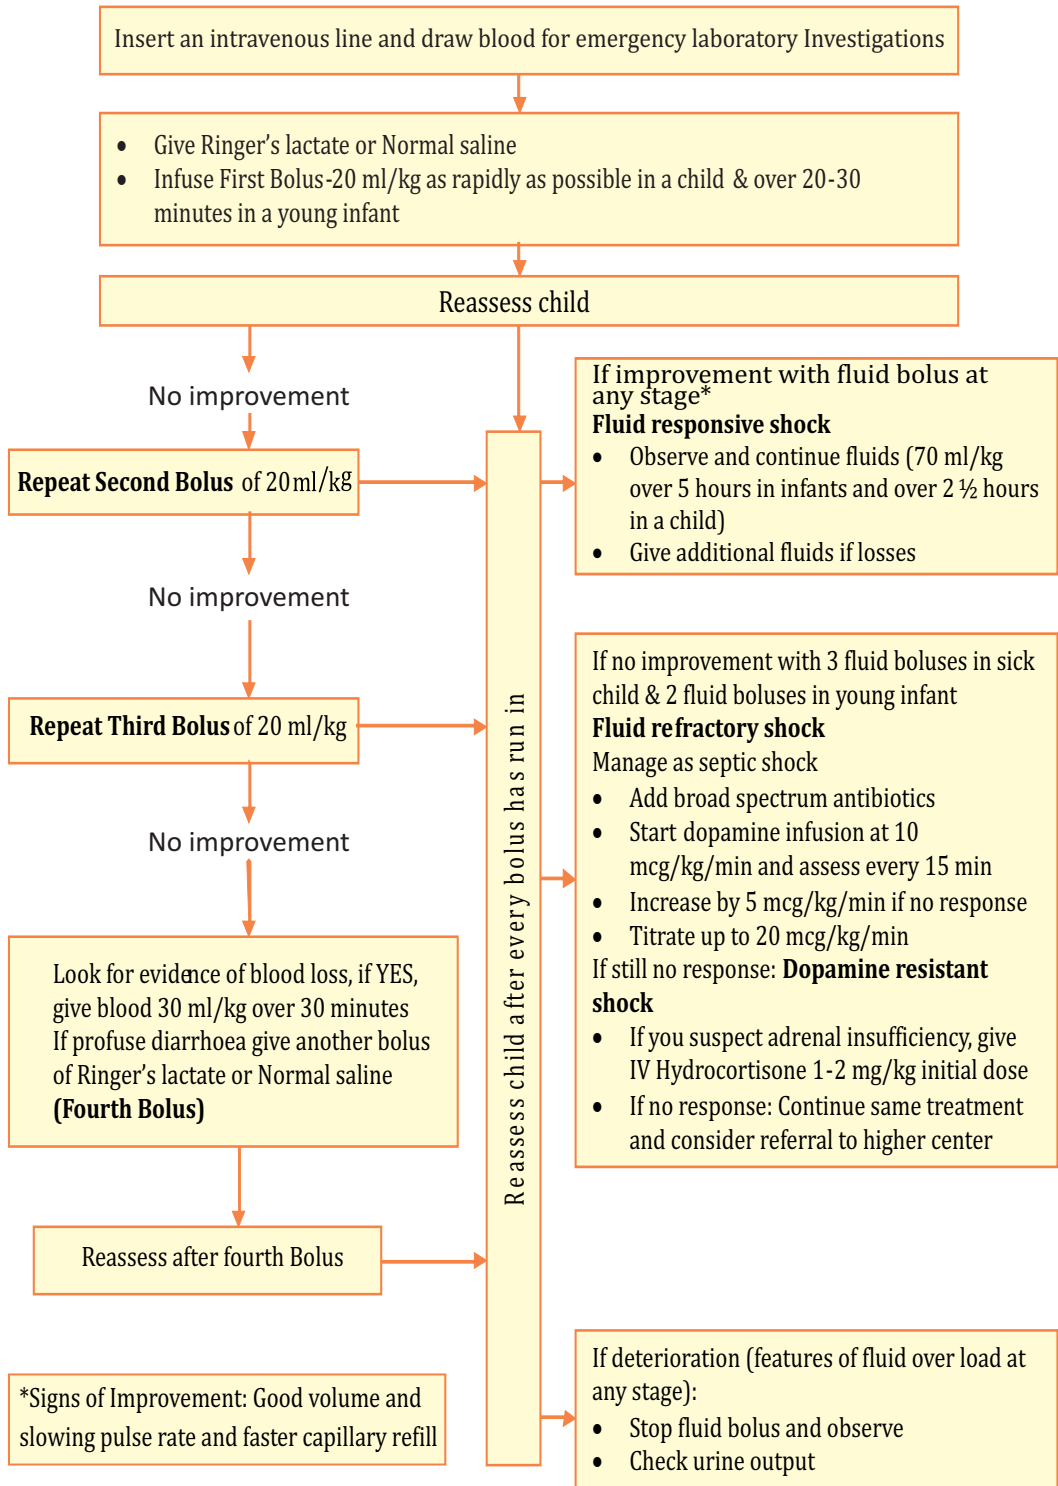 Insert an intravenous line and draw blood for emergency laboratory Investigations
• Give Ringer's lactate or Normal saline
• Infuse First Bolus-20 ml/kg as rapidly as possible in a child & over 20-30
minutes in a young infant
Reassess child
No improvement
Repeat Second Bolus of 20 ml/kg
No improvement
Repeat Third Bolus of 20 ml/kg
No improvement
Look for evidence of blood loss, if YES,
give blood 30 ml/kg over 30 minutes
If profuse diarrhoea give another bolus
of Ringer's lactate or Normal saline
(Fourth Bolus)
Reassess after fourth Bolus
*Signs of Improvement: Good volume and
slowing pulse rate and faster capillary refill
Reassess child after every bolus has run in
If improvement with fluid bolus at
any stage*
Fluid responsive shock
• Observe and continue fluids (70 ml/kg
over 5 hours in infants and over 2 ½ hours
in a child)
• Give additional fluids if losses
If no improvement with 3 fluid boluses in sick
child & 2 fluid boluses in young infant
Fluid refractory shock
Manage as septic shock
• Add broad spectrum antibiotics
• Start dopamine infusion at 10
mcg/kg/min and assess every 15 min
• Increase by 5 mcg/kg/min if no response
• Titrate up to 20 mcg/kg/min
If still no response: Dopamine resistant
shock
• If you suspect adrenal insufficiency, give
IV Hydrocortisone 1-2 mg/kg initial dose
• If no response: Continue same treatment
and consider referral to higher center
If deterioration (features of fluid over load at
any stage):
• Stop fluid bolus and observe
• Check urine output